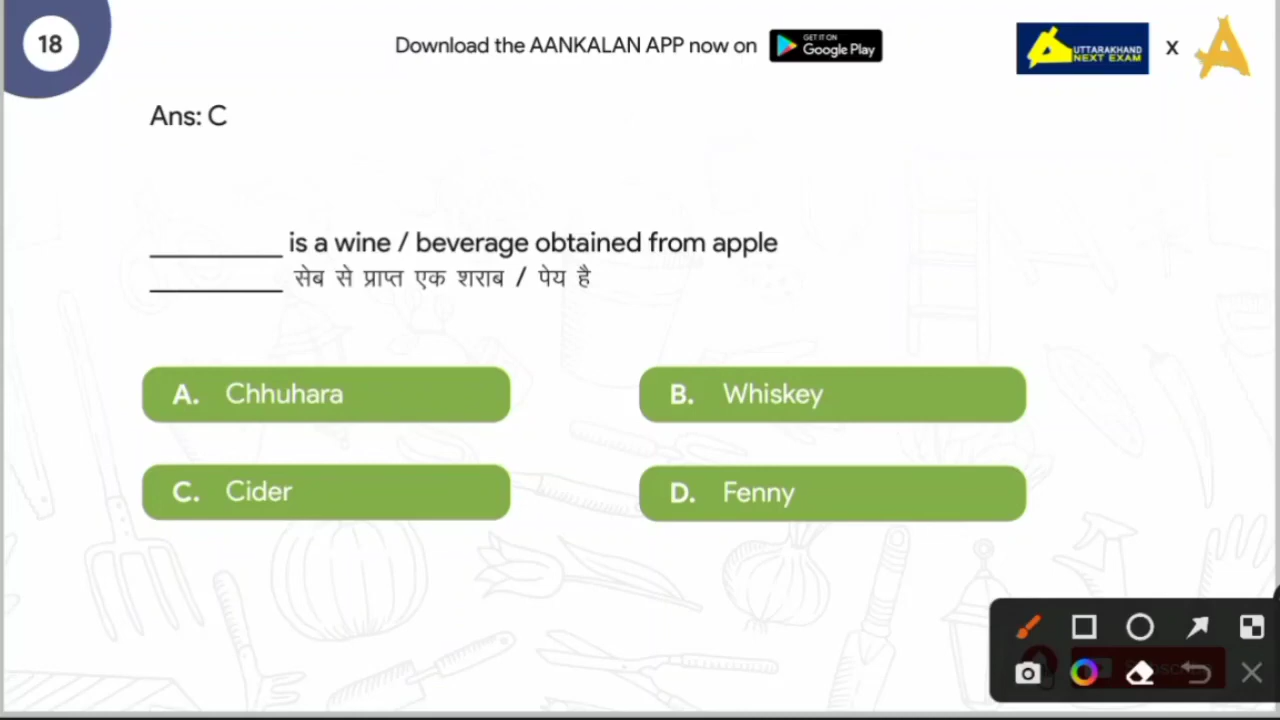 18
Download the AANKALAN APP now on
GET IT ON
Google Play
UTTARAKHAND
NEXT EXAM
X
Ans: C
__________ is a wine / beverage obtained from apple
__________ सेब से प्राप्त एक शराब / पेय है
A. Chhuhara
B. Whiskey
C. Cider
D. Fenny